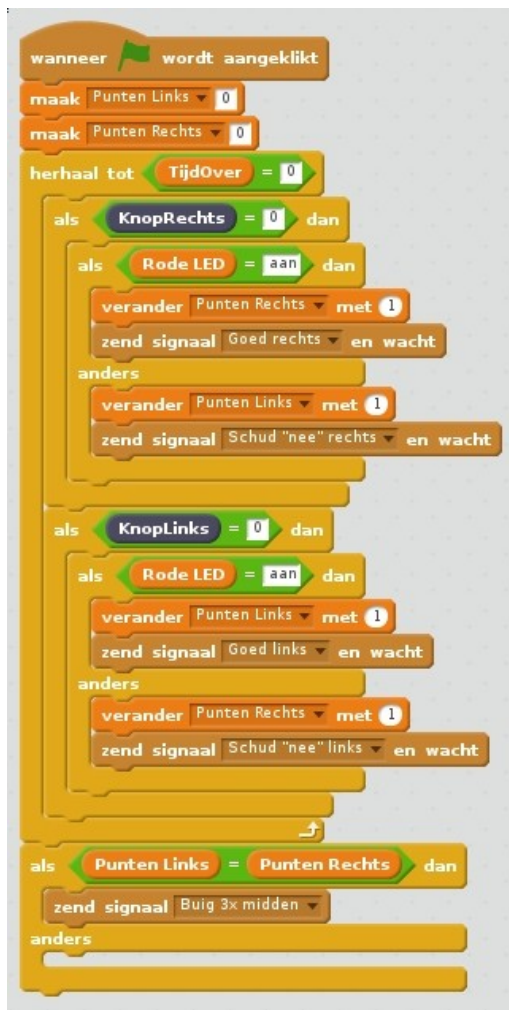 wanneer wordt aangeklikt
maak Punten Links 0
maak Punten Rechts 0
herhaal tot TijdOver = 0
als KnopRechts = 0 dan
als Rode LED = aan dan
verander Punten Rechts met 1
zend signaal Goed rechts en wacht
anders
verander Punten Links met 1
zend signaal Schud "nee" rechts en wacht
als KnopLinks = 0 dan
als Rode LED = aan dan
verander Punten Links met 1
zend signaal Goed links en wacht
anders
verander Punten Rechts met 1
zend signaal Schud "nee" links en wacht
als Punten Links = Punten Rechts dan
zend signaal Buig 3x midden
anders